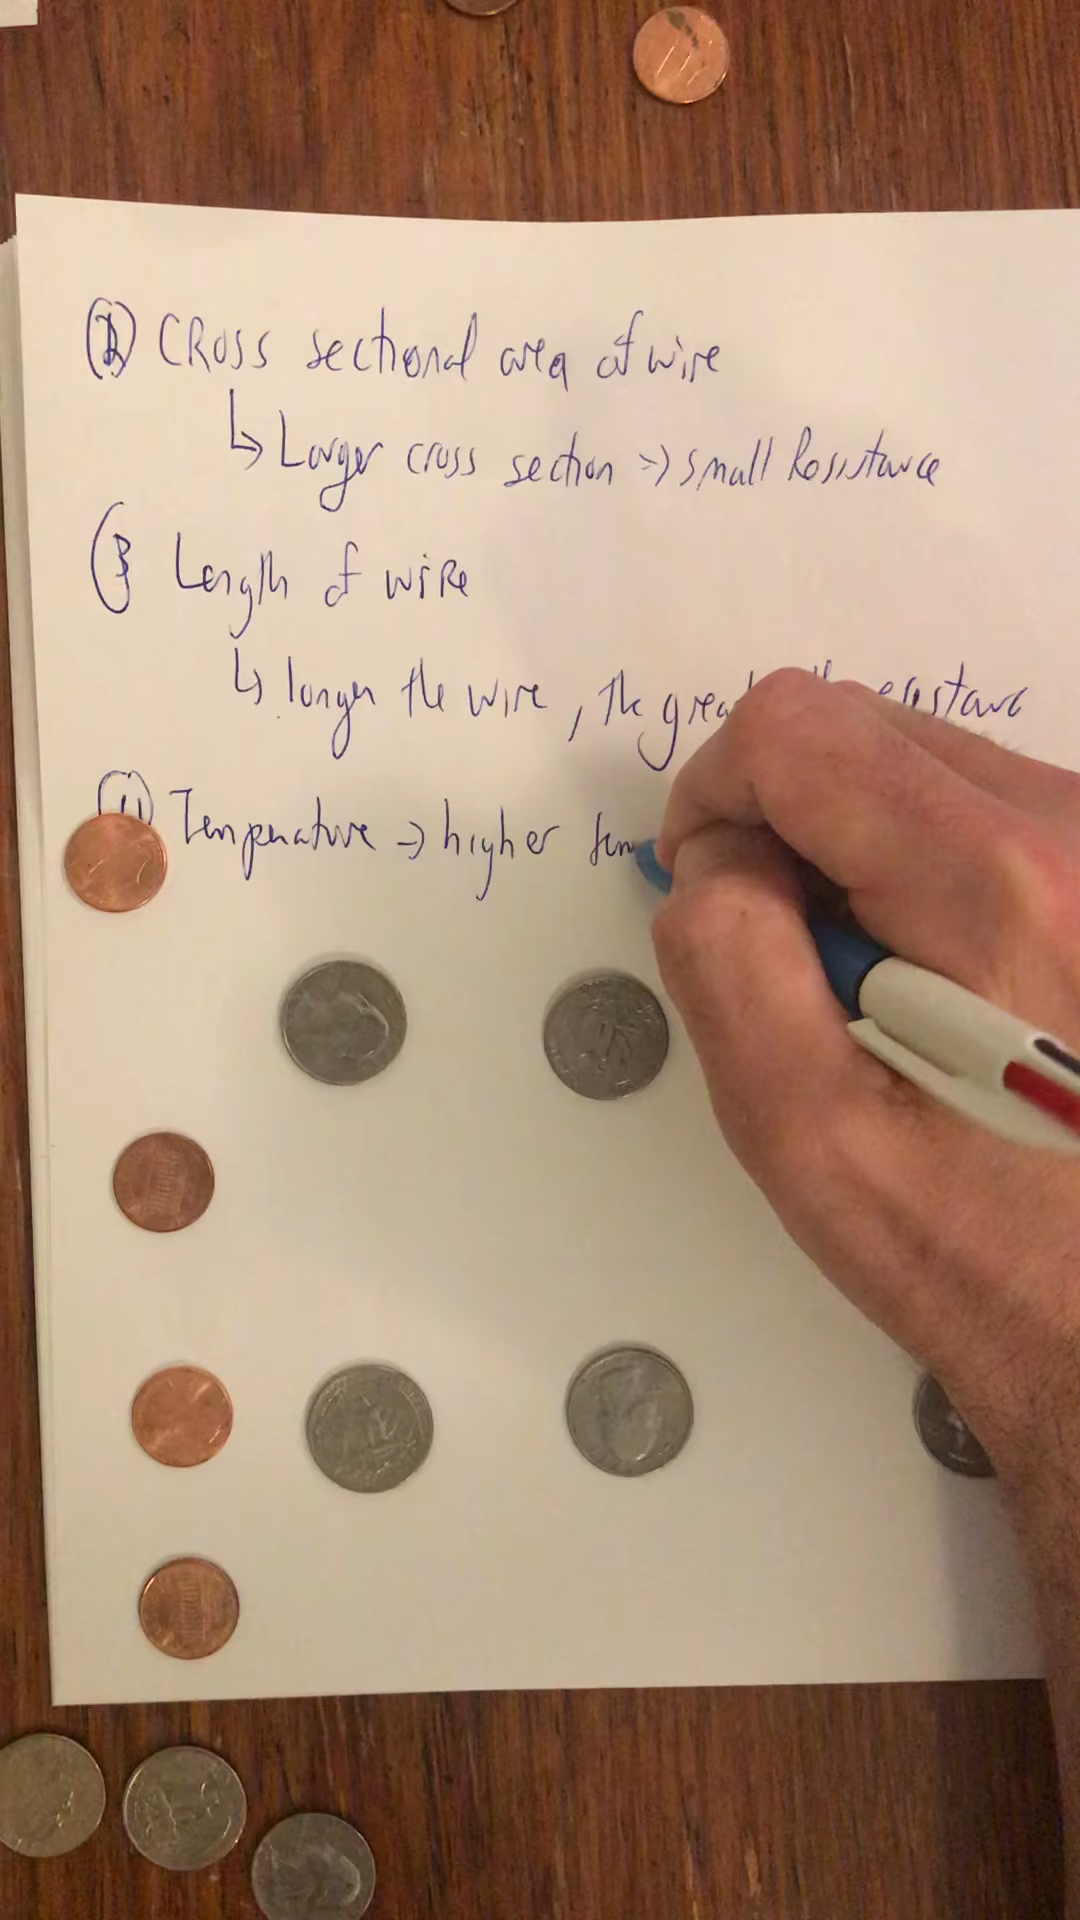 ② CROSS sectional area of wire
↳ Larger cross section => small Resistance
③ Length of wire
↳ longer the wire, the
④ Temperature → higher